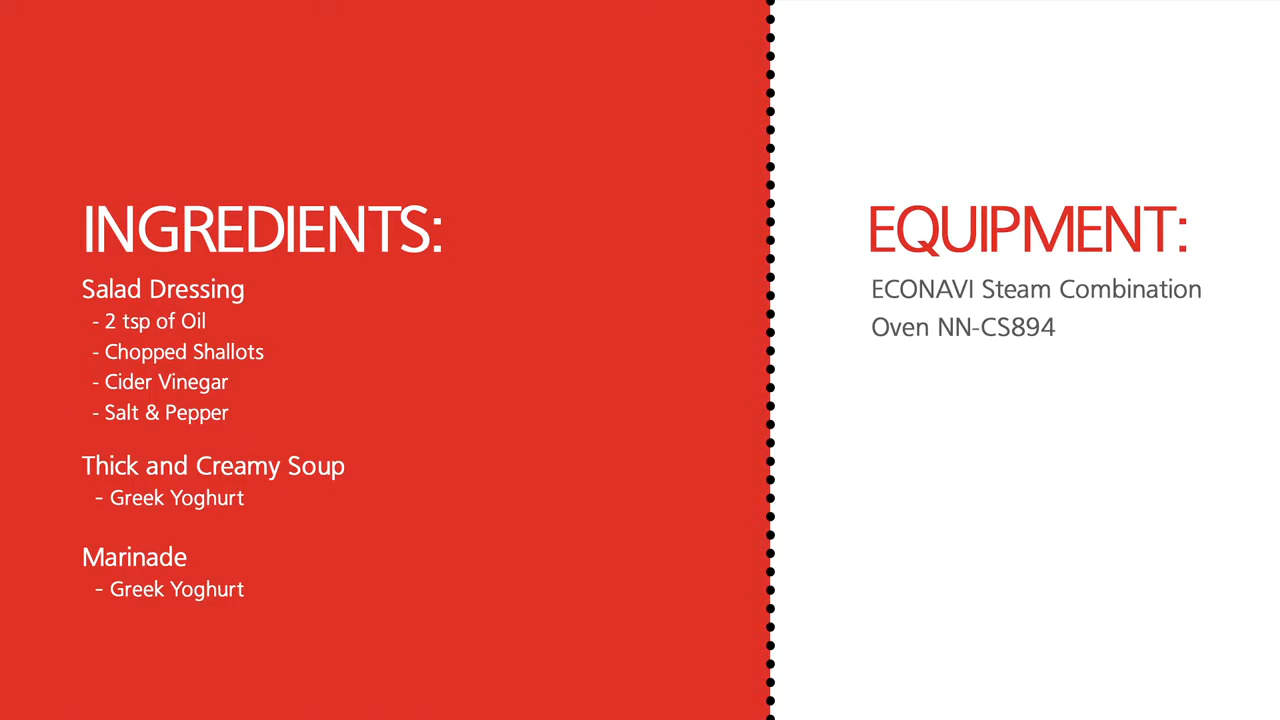 INGREDIENTS:
Salad Dressing
- 2 tsp of Oil
- Chopped Shallots
- Cider Vinegar
- Salt & Pepper
Thick and Creamy Soup
- Greek Yoghurt
Marinade
- Greek Yoghurt
EQUIPMENT:
ECONAVI Steam Combination
Oven NN-CS894